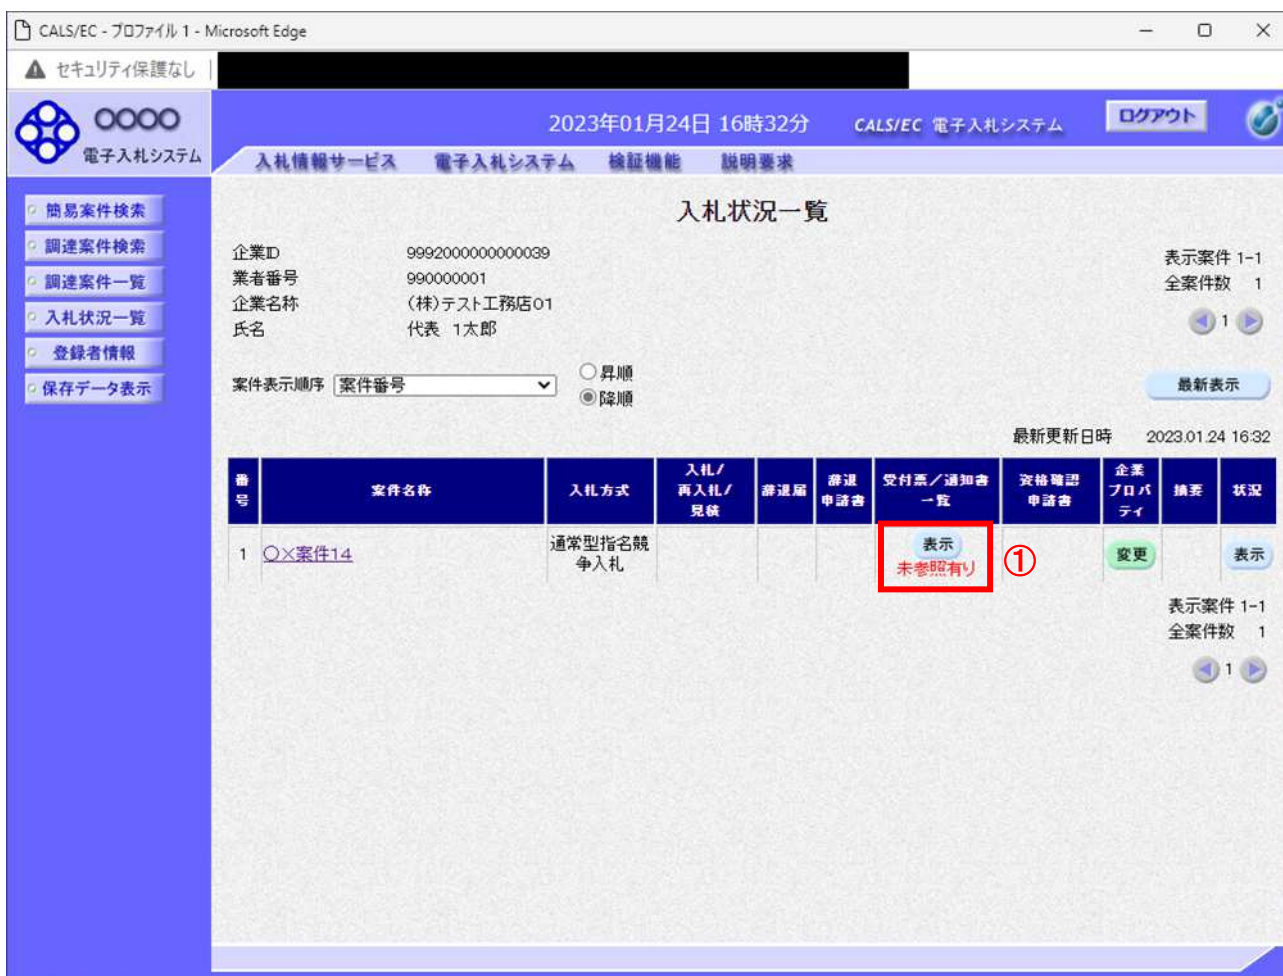 CALS/EC - プロファイル 1 - Microsoft Edge
セキュリティ保護なし
〇〇〇〇
電子入札システム
2023年01月24日 16時32分
CALS/EC 電子入札システム
ログアウト
入札情報サービス 電子入札システム 検証機能 説明要求
簡易案件検索
調達案件検索
調達案件一覧
入札状況一覧
登録者情報
保存データ表示
入札状況一覧
企業ID 9992000000000039
業者番号 990000001
企業名称 (株)テスト工務店01
氏名 代表 1太郎
表示案件 1-1
全案件数 1
1
案件表示順序 案件番号
昇順
降順
最新表示
最新更新日時 2023.01.24 16:32
番号 案件名称 入札方式 入札/再入札/見積 辞退届 辞退申請書 受付票/通知書一覧 資格確認申請書 企業プロパティ 摘要 状況
1 〇×案件14 通常型指名競争入札 表示 未参照有り ① 変更 表示
表示案件 1-1
全案件数 1
1